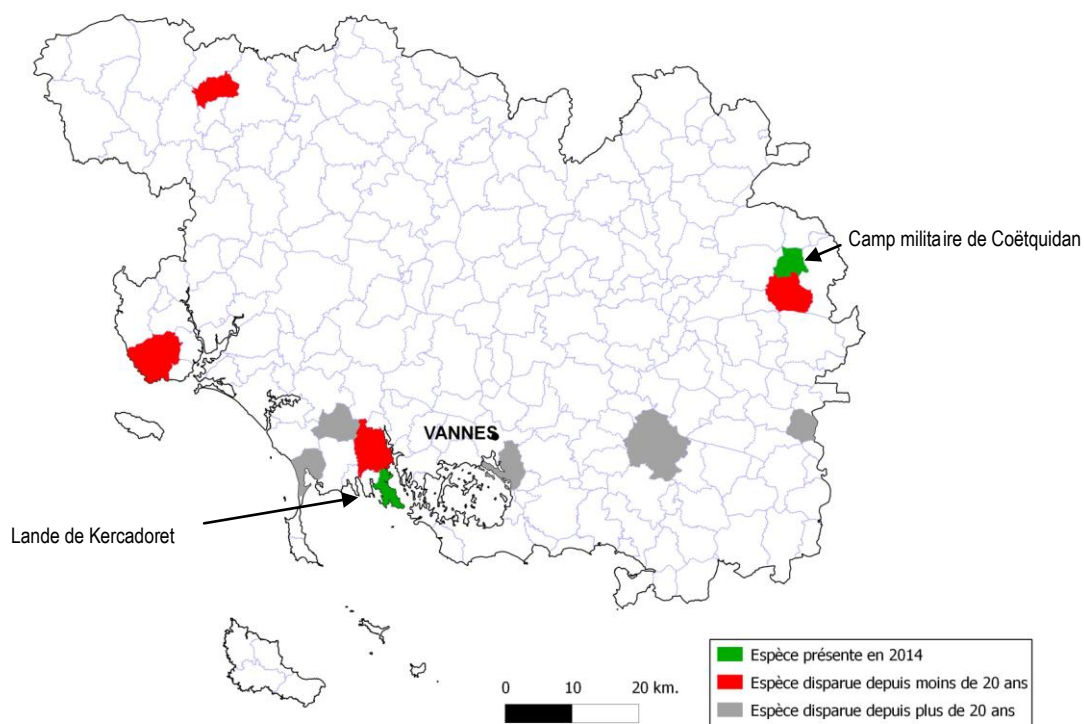 Camp militaire de Coëtquidan
VANNES
Lande de Kercadoret
Espèce présente en 2014
Espèce disparue depuis moins de 20 ans
Espèce disparue depuis plus de 20 ans
0 10 20 km.